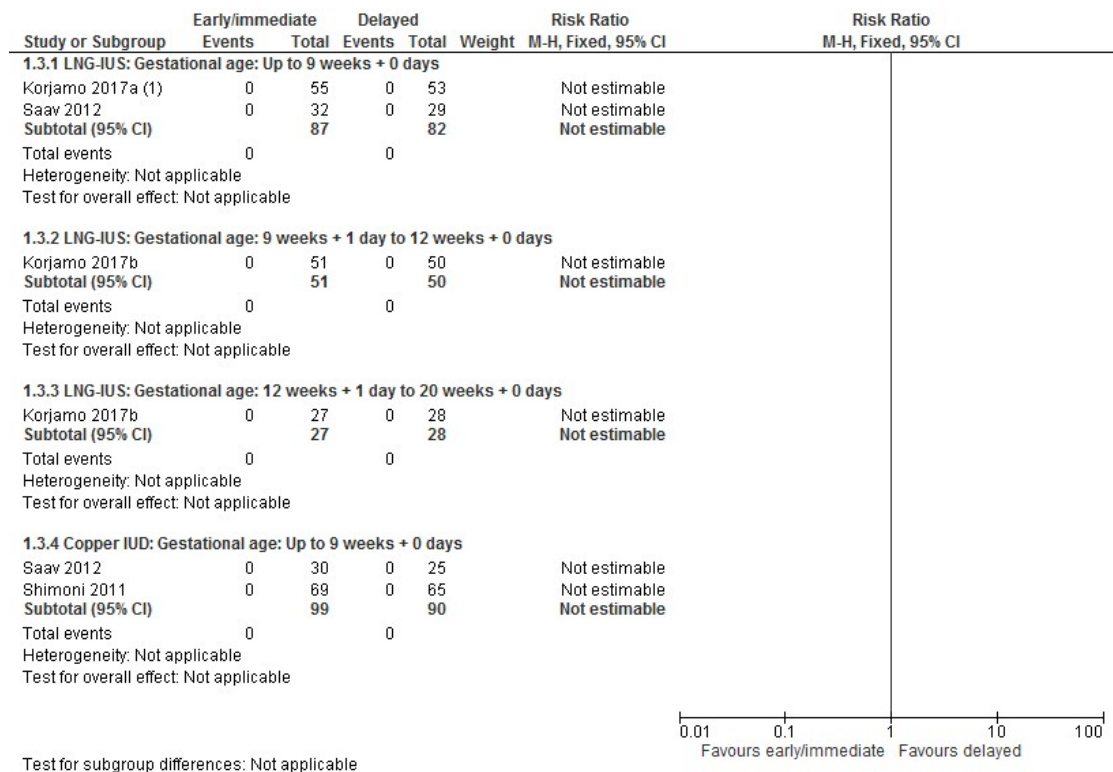 Early/immediate Delayed Risk Ratio Risk Ratio
Study or Subgroup Events Total Events Total Weight M-H, Fixed, 95% CI M-H, Fixed, 95% CI
1.3.1 LNG-IUS: Gestational age: Up to 9 weeks + 0 days
Korjamo 2017a (1) 0 55 0 53 Not estimable
Saav 2012 0 32 0 29 Not estimable
Subtotal (95% CI) 87 82 Not estimable
Total events 0 0
Heterogeneity: Not applicable
Test for overall effect: Not applicable
1.3.2 LNG-IUS: Gestational age: 9 weeks + 1 day to 12 weeks + 0 days
Korjamo 2017b 0 51 0 50 Not estimable
Subtotal (95% CI) 51 50 Not estimable
Total events 0 0
Heterogeneity: Not applicable
Test for overall effect: Not applicable
1.3.3 LNG-IUS: Gestational age: 12 weeks + 1 day to 20 weeks + 0 days
Korjamo 2017b 0 27 0 28 Not estimable
Subtotal (95% CI) 27 28 Not estimable
Total events 0 0
Heterogeneity: Not applicable
Test for overall effect: Not applicable
1.3.4 Copper IUD: Gestational age: Up to 9 weeks + 0 days
Saav 2012 0 30 0 25 Not estimable
Shimoni 2011 0 69 0 65 Not estimable
Subtotal (95% CI) 99 90 Not estimable
Total events 0 0
Heterogeneity: Not applicable
Test for overall effect: Not applicable
0.01 0.1 1 10 100
Favours early/immediate Favours delayed
Test for subgroup differences: Not applicable